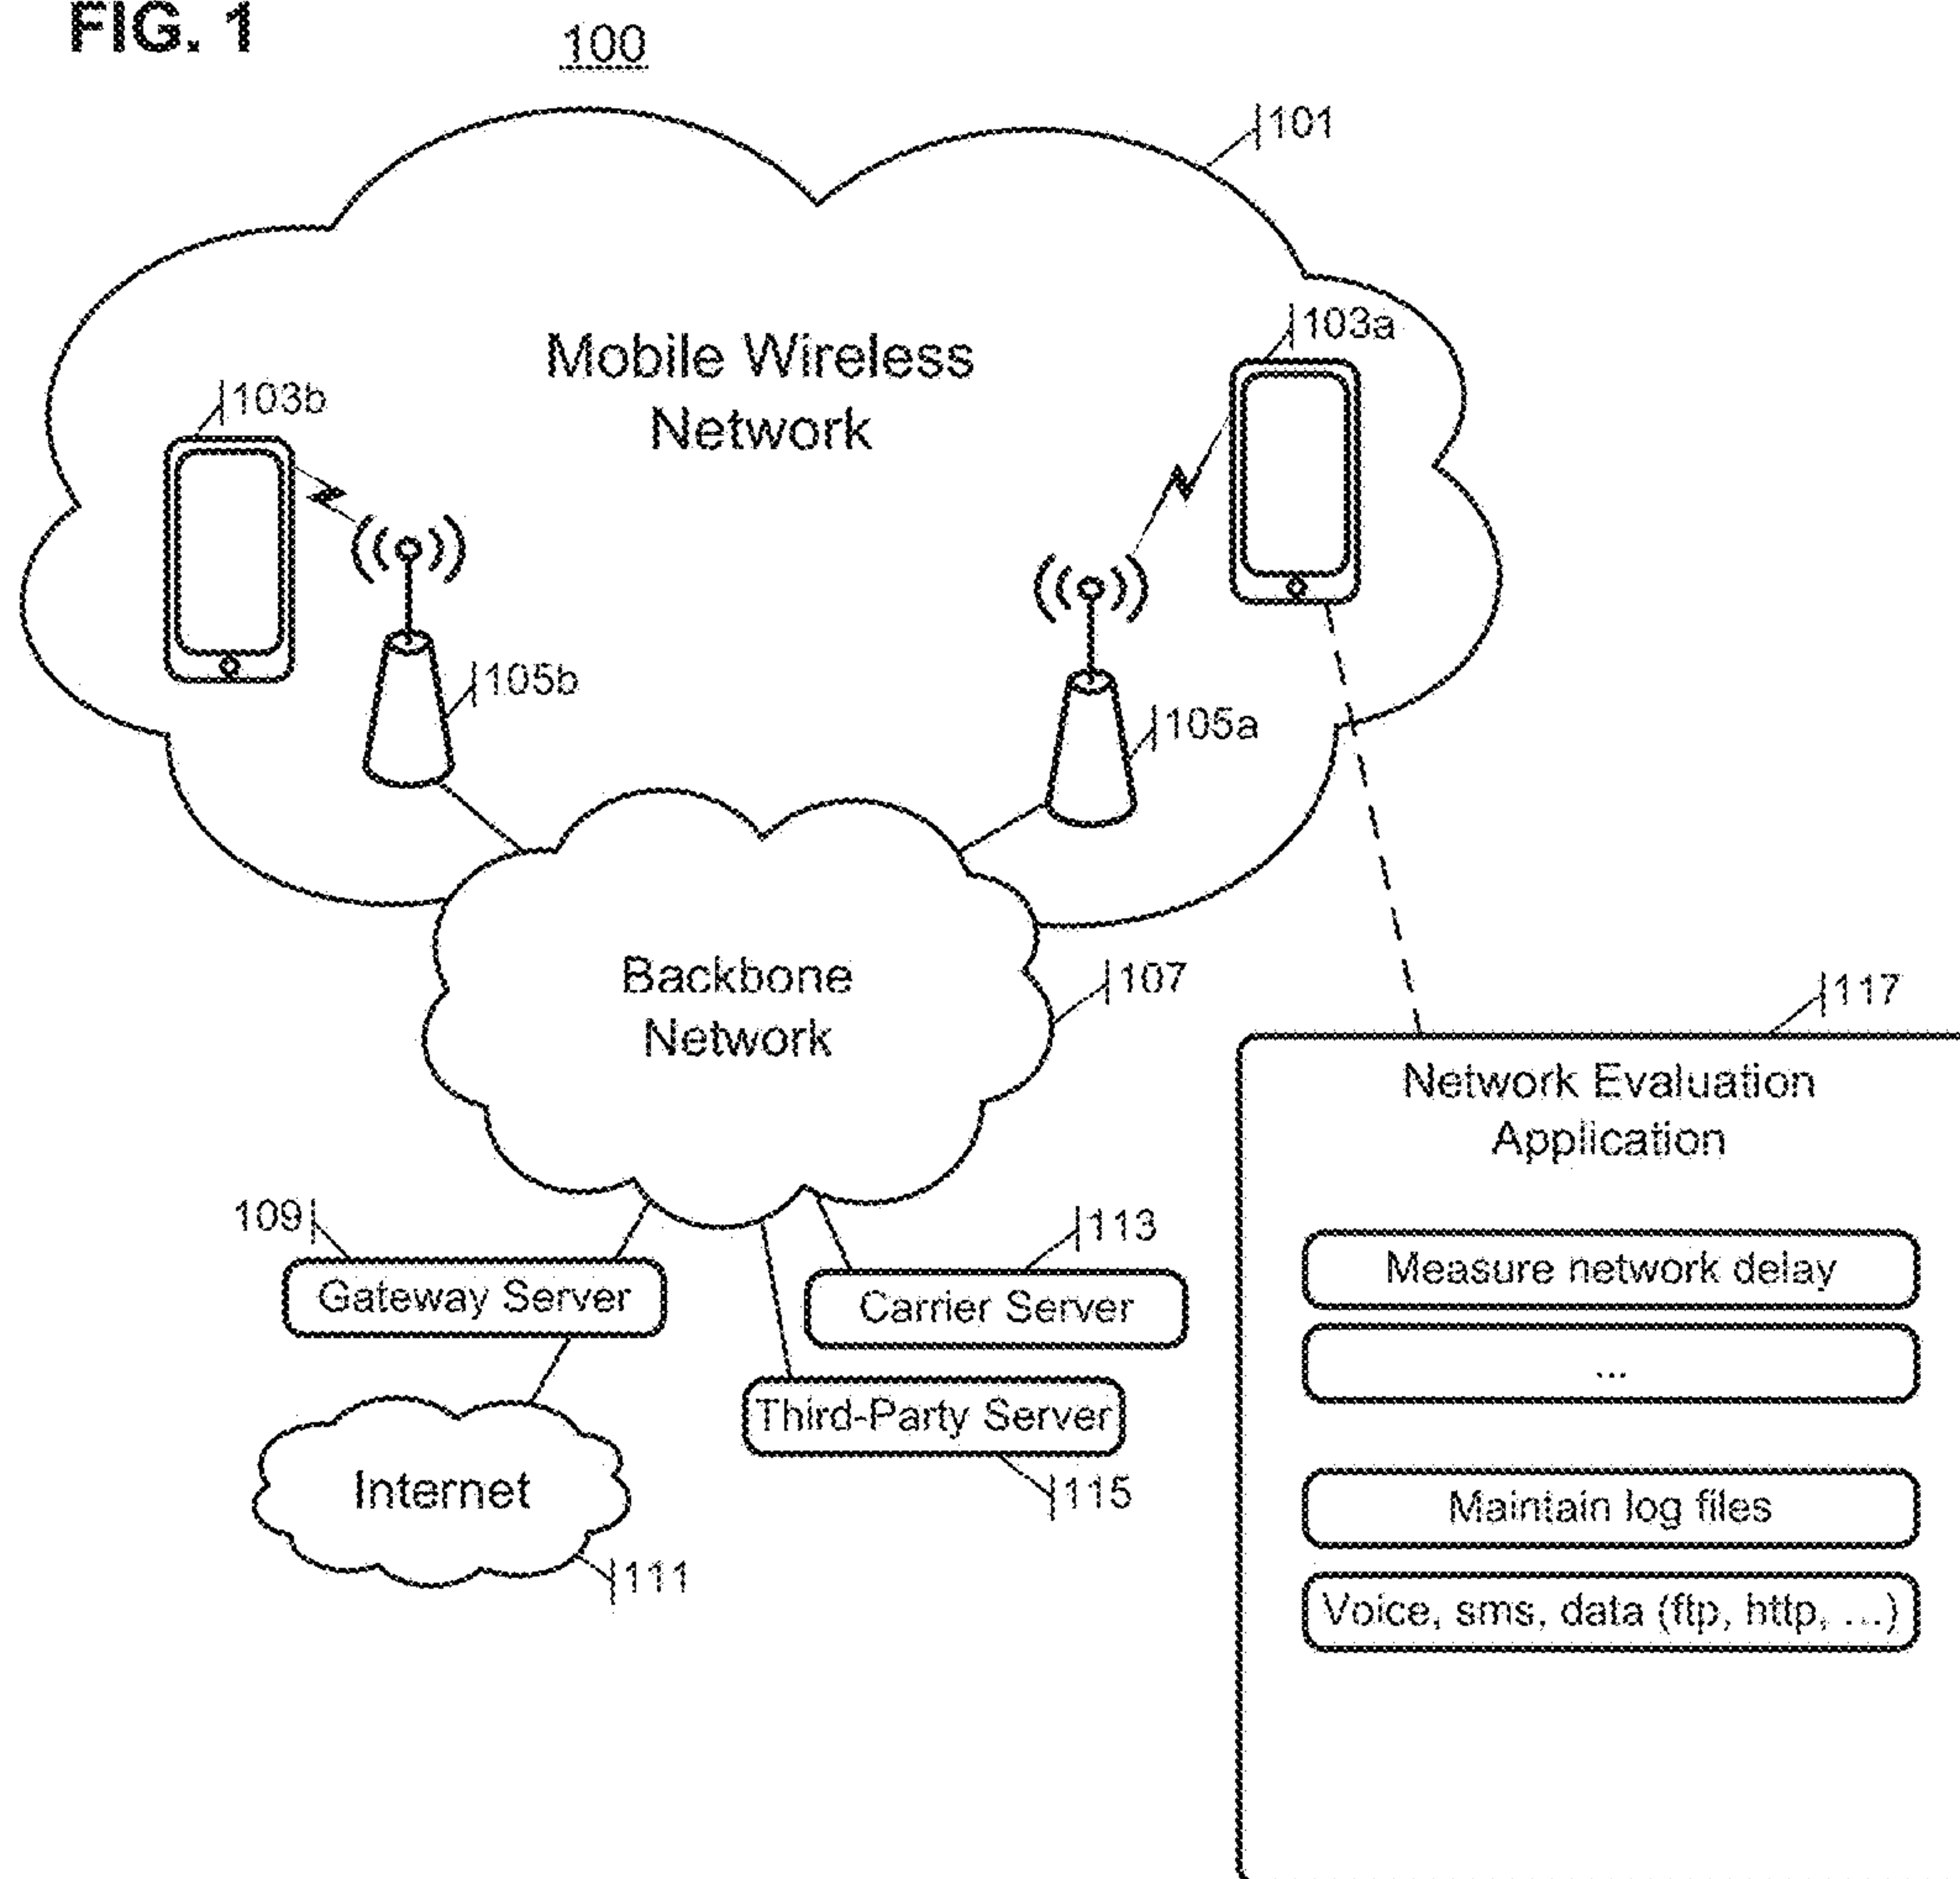 FIG. 1
100
101
Mobile Wireless
Network
103a
103b
105b
105a
Backbone
Network
107
117
Network Evaluation
Application
109
113
Gateway Server
Carrier Server
Measure network delay
...
Third-Party Server
Internet
115
Maintain log files
111
Voice, sms, data (ftp, http, ...)